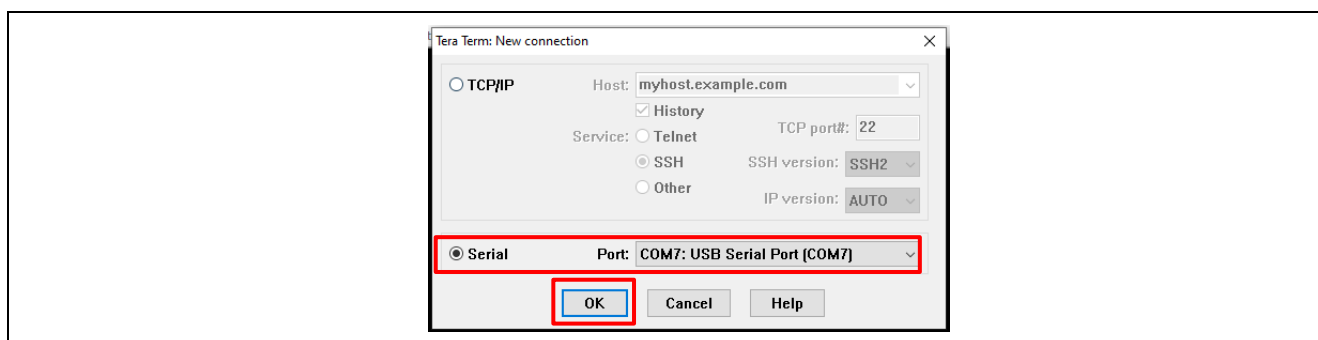 Tera Term: New connection
TCP/IP Host: myhost.example.com
History
Service: Telnet TCP port#: 22
SSH SSH version: SSH2
Other IP version: AUTO
Serial Port: COM7: USB Serial Port (COM7)
OK Cancel Help